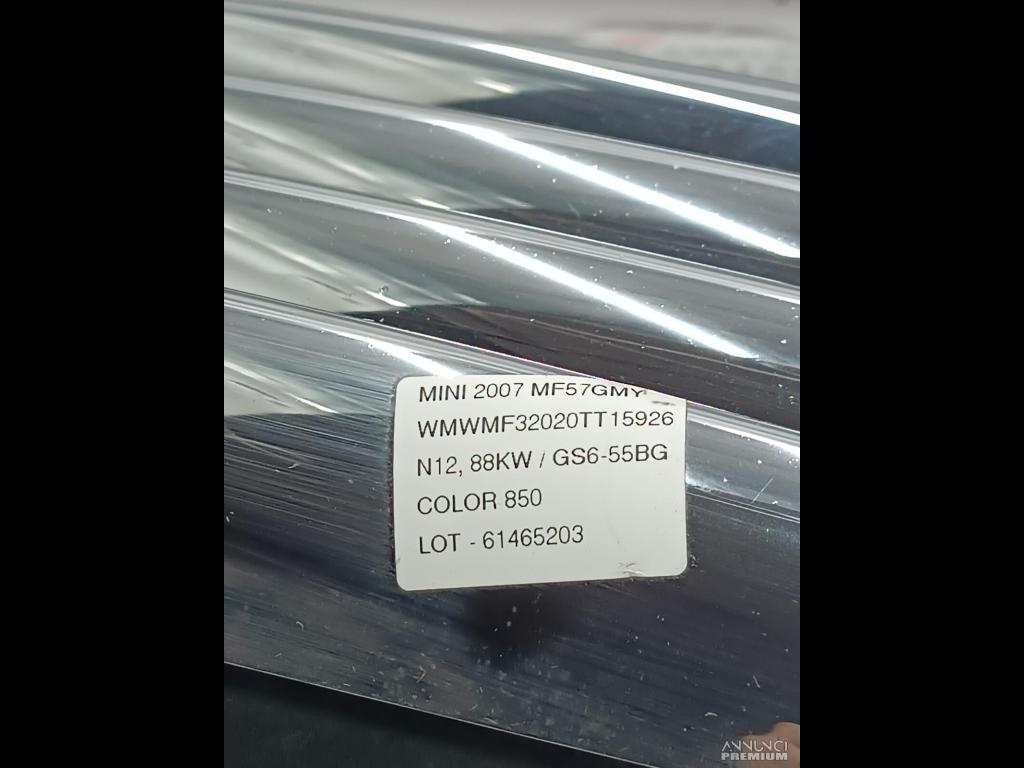 MINI 2007 MF57GMY
WMWMF32020TT15926
N12, 88KW / GS6-55BG
COLOR 850
LOT - 61465203
ANNUNCI
PREMIUM